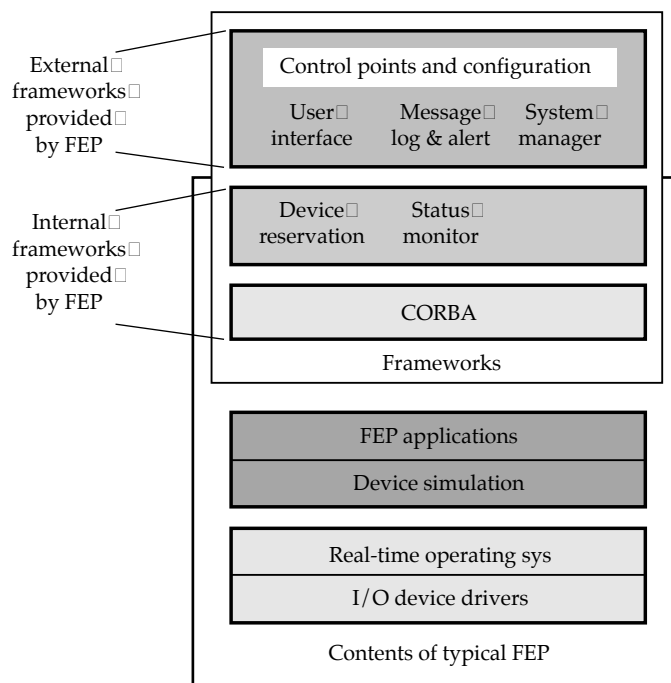 External
frameworks
provided
by FEP
Control points and configuration
User
interface
Message
log & alert
System
manager
Internal
frameworks
provided
by FEP
Device
reservation
Status
monitor
CORBA
Frameworks
FEP applications
Device simulation
Real-time operating sys
I/O device drivers
Contents of typical FEP